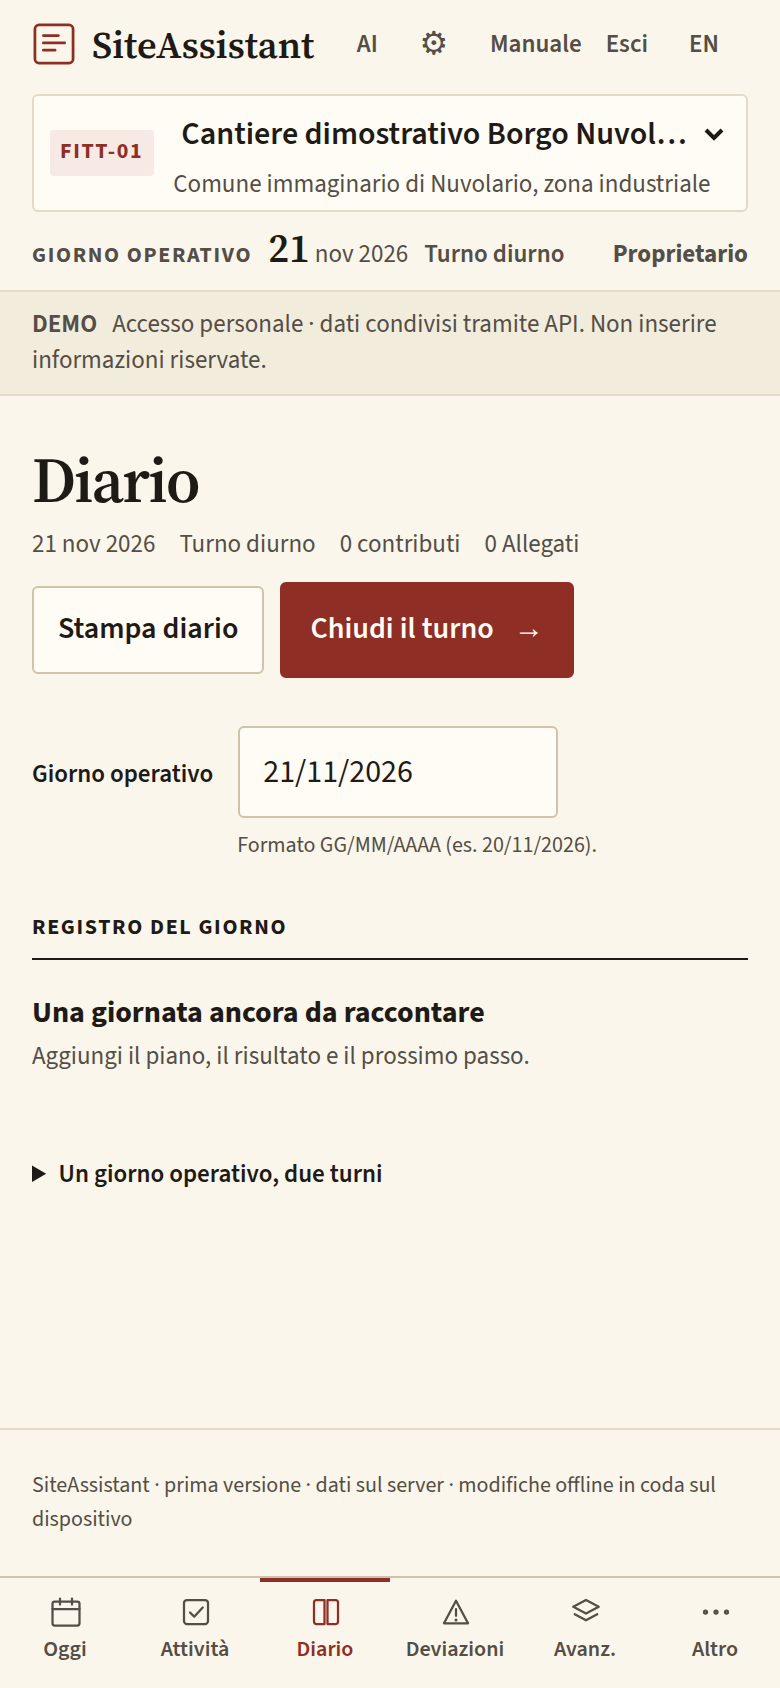 SiteAssistant AI ⚙ Manuale Esci EN
FITT-01 Cantiere dimostrativo Borgo Nuvol...
Comune immaginario di Nuvolario, zona industriale
GIORNO OPERATIVO 21 nov 2026 Turno diurno Proprietario
DEMO Accesso personale · dati condivisi tramite API. Non inserire
informazioni riservate.
Diario
21 nov 2026 Turno diurno 0 contributi 0 Allegati
Stampa diario Chiudi il turno →
Giorno operativo 21/11/2026
Formato GG/MM/AAAA (es. 20/11/2026).
REGISTRO DEL GIORNO
Una giornata ancora da raccontare
Aggiungi il piano, il risultato e il prossimo passo.
Un giorno operativo, due turni
SiteAssistant · prima versione · dati sul server · modifiche offline in coda sul
dispositivo
Oggi Attività Diario Deviazioni Avanz. Altro